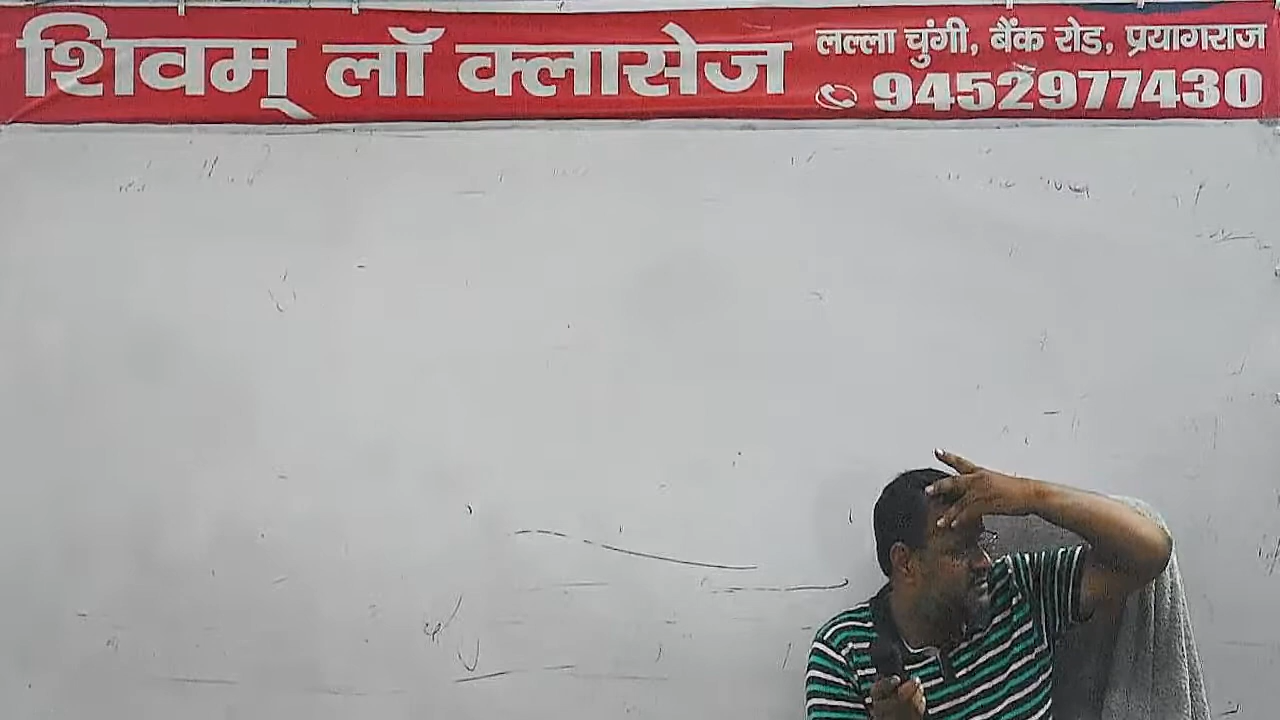 शिवम् लॉ क्लासेज
लल्ला चुंगी, बैंक रोड, प्रयागराज
9452977430